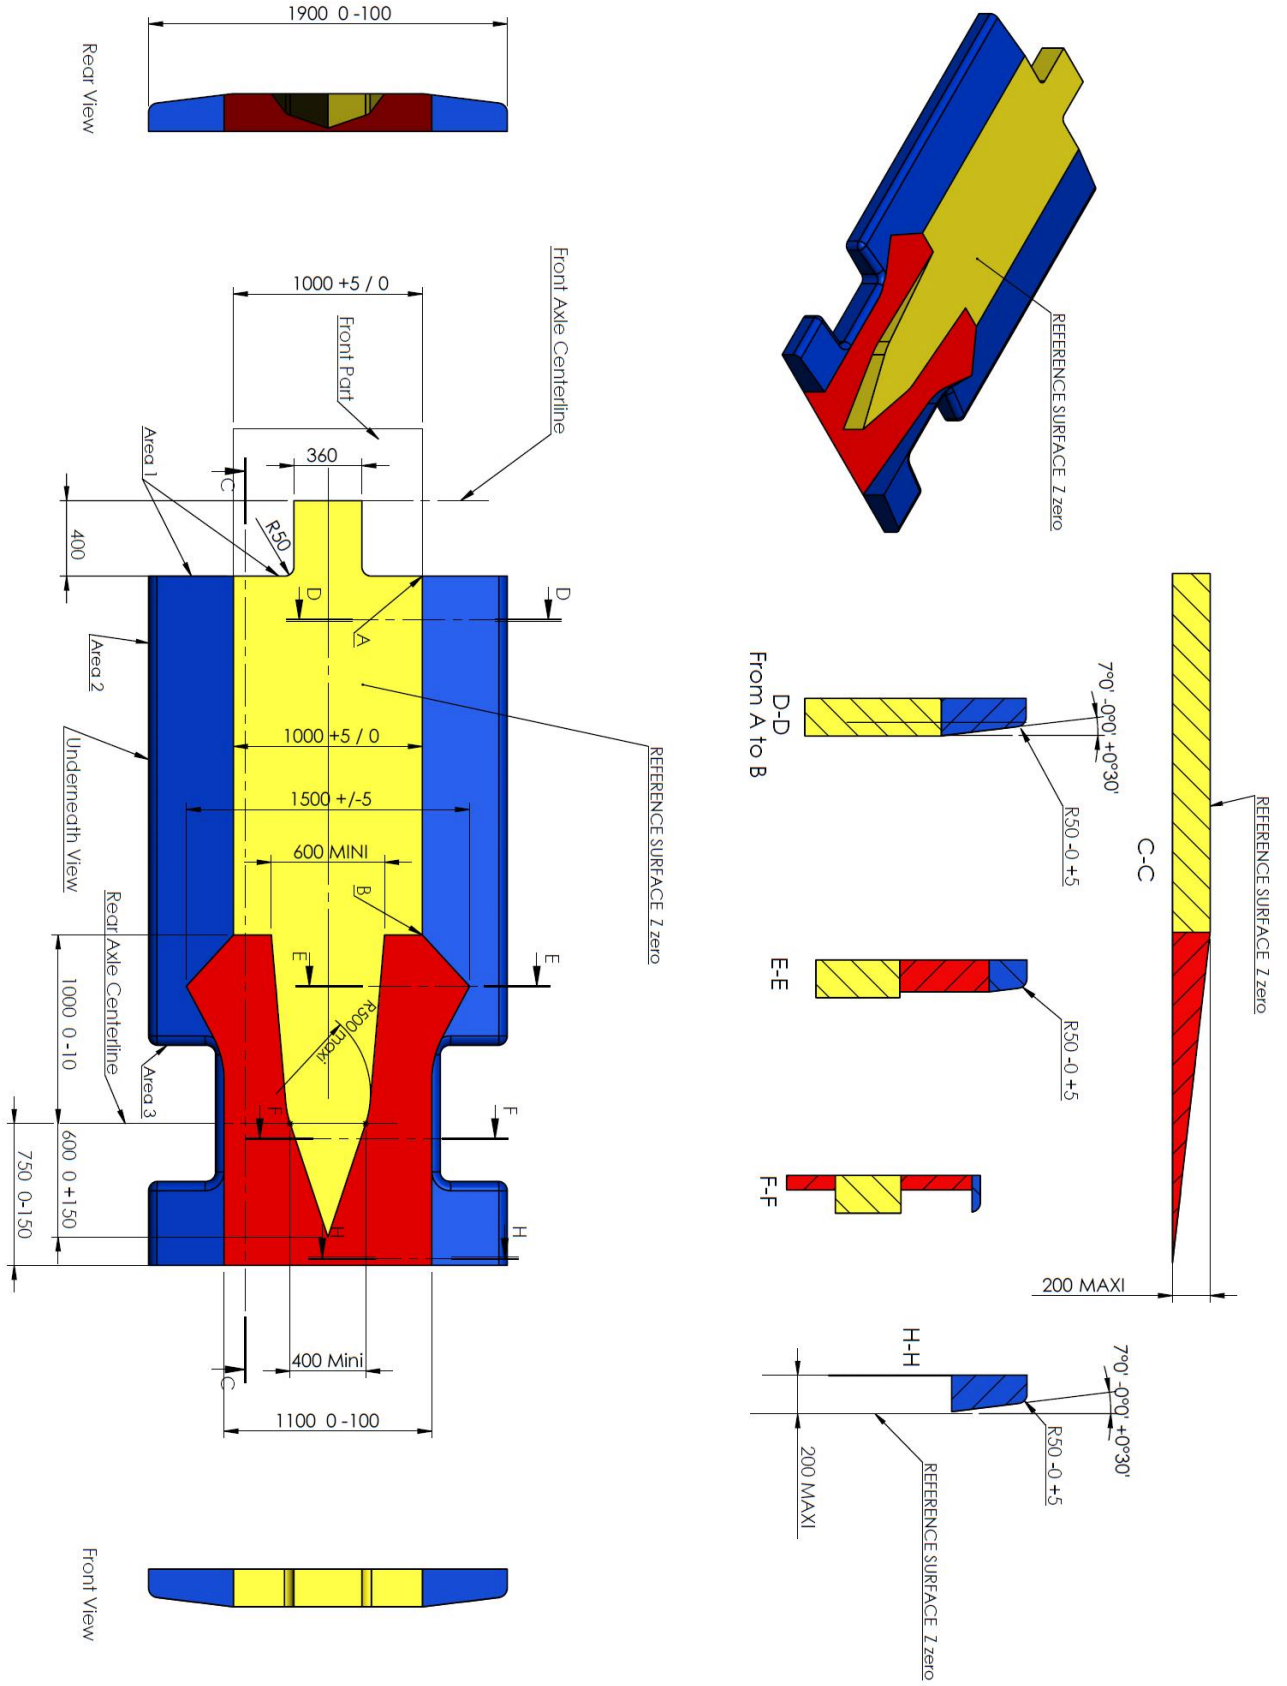 1900 0 -100
Rear View
REFERENCE SURFACE Z zero
Front Axle Centerline
1000 +5 / 0
Front Part
Area 1
C
360
400
R50
D
D
A
Area 2
Underneath View
1000 +5 / 0
1500 +/-5
600 MINI
B
REFERENCE SURFACE Z zero
Rear Axle Centerline
E
E
R500 maxi
1000 0 -10
Area 3
F
F
600 0 +150
750 0 -150
H
H
C
400 Mini
1100 0 -100
Front View
REFERENCE SURFACE Z zero
C-C
200 MAXI
7°0' -0°0' +0°30'
R50 -0 +5
D-D
From A to B
R50 -0 +5
E-E
F-F
H-H
7°0' -0°0' +0°30'
R50 -0 +5
200 MAXI
REFERENCE SURFACE Z zero